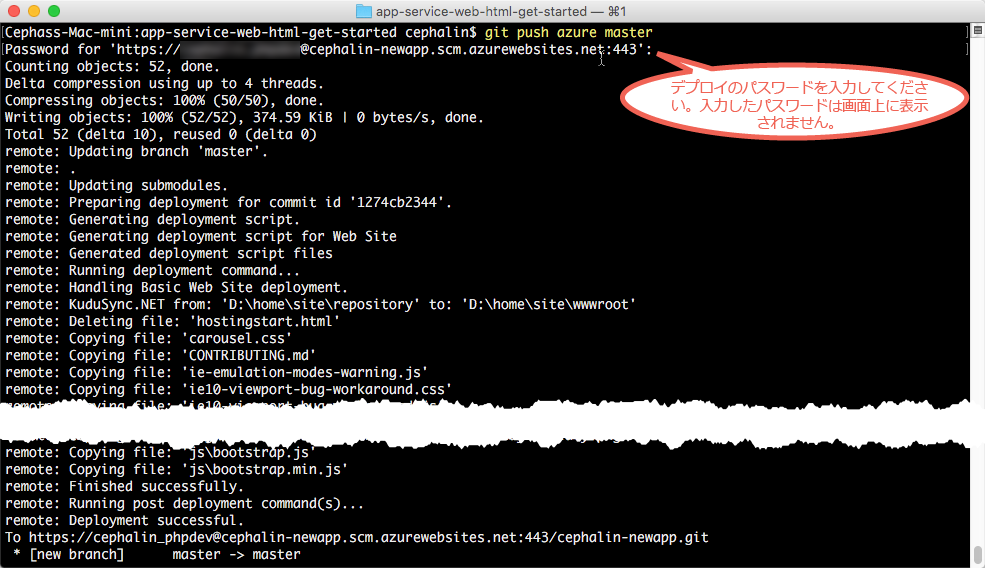 app-service-web-html-get-started — ⌘1
[Cephass-Mac-mini:app-service-web-html-get-started cephalin$ git push azure master ]
[Password for 'https://@cephalin-newapp.scm.azurewebsites.net:443': ]
デプロイのパスワードを入力してくださ
い。入力したパスワードは画面上に表示
されません。
Counting objects: 52, done.
Delta compression using up to 4 threads.
Compressing objects: 100% (50/50), done.
Writing objects: 100% (52/52), 374.59 KiB | 0 bytes/s, done.
Total 52 (delta 10), reused 0 (delta 0)
remote: Updating branch 'master'.
remote: .
remote: Updating submodules.
remote: Preparing deployment for commit id '1274cb2344'.
remote: Generating deployment script.
remote: Generating deployment script for Web Site
remote: Generated deployment script files
remote: Running deployment command...
remote: Handling Basic Web Site deployment.
remote: KuduSync.NET from: 'D:\home\site\repository' to: 'D:\home\site\wwwroot'
remote: Deleting file: 'hostingstart.html'
remote: Copying file: 'carousel.css'
remote: Copying file: 'CONTRIBUTING.md'
remote: Copying file: 'ie-emulation-modes-warning.js'
remote: Copying file: 'ie10-viewport-bug-workaround.css'
remote: Copying file:
remote: Copying file: 'js\bootstrap.js'
remote: Copying file: 'js\bootstrap.min.js'
remote: Finished successfully.
remote: Running post deployment command(s)...
remote: Deployment successful.
To https://cephalin_phpdev@cephalin-newapp.scm.azurewebsites.net:443/cephalin-newapp.git
 * [new branch]      master -> master